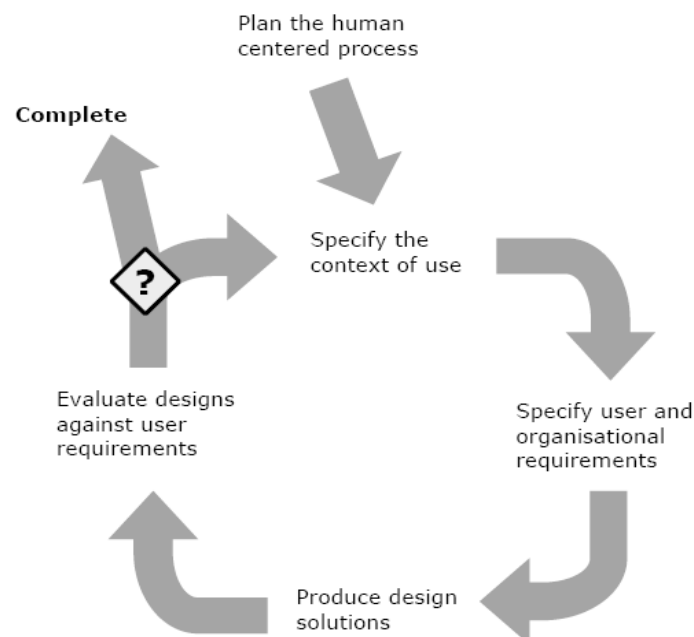 Plan the human
centered process
Complete
Specify the
context of use
?
Evaluate designs
against user
requirements
Specify user and
organisational
requirements
Produce design
solutions